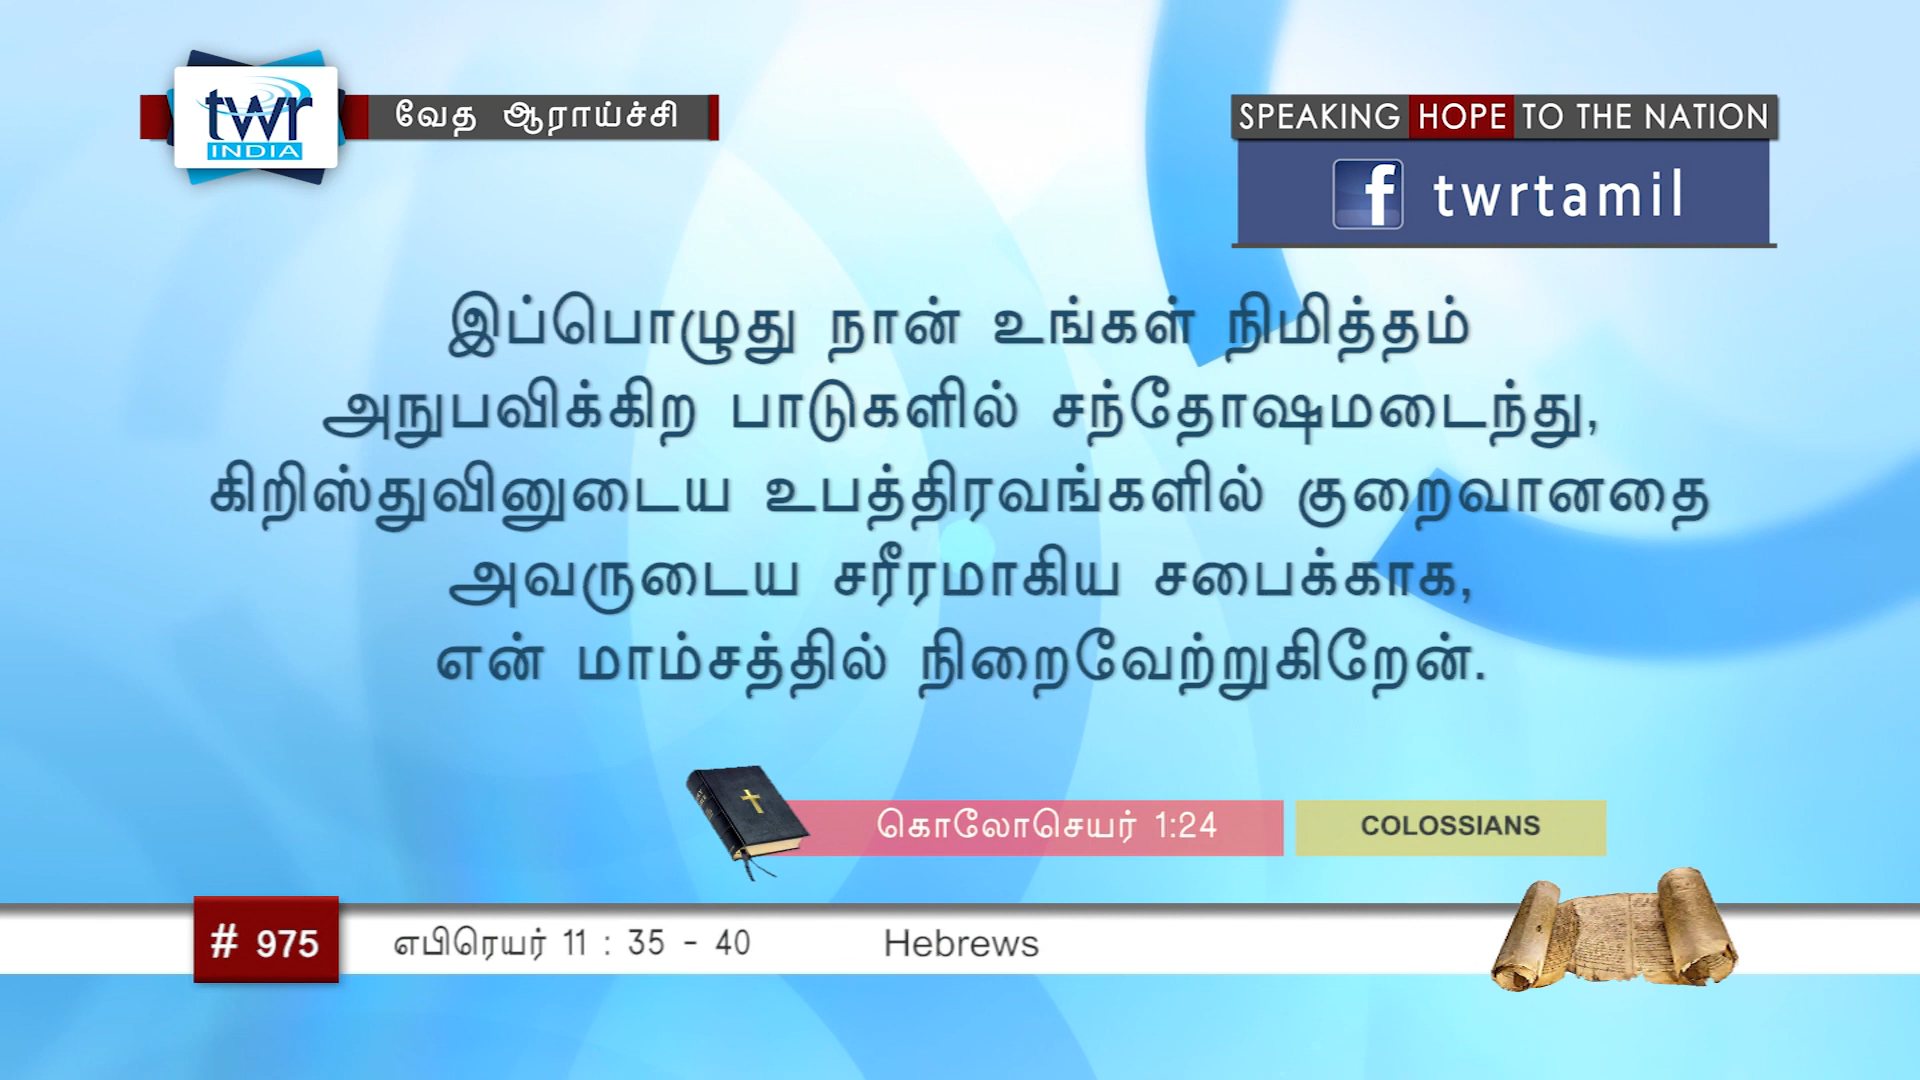 twr
INDIA
வேத ஆராய்ச்சி
SPEAKING HOPE TO THE NATION
f twrtamil
இப்பொழுது நான் உங்கள் நிமித்தம்
அநுபவிக்கிற பாடுகளில் சந்தோஷமடைந்து,
கிறிஸ்துவினுடைய உபத்திரவங்களில் குறைவானதை
அவருடைய சரீரமாகிய சபைக்காக,
என் மாம்சத்தில் நிறைவேற்றுகிறேன்.
கொலோசெயர் 1:24 COLOSSIANS
# 975 எபிரெயர் 11 : 35 - 40 Hebrews